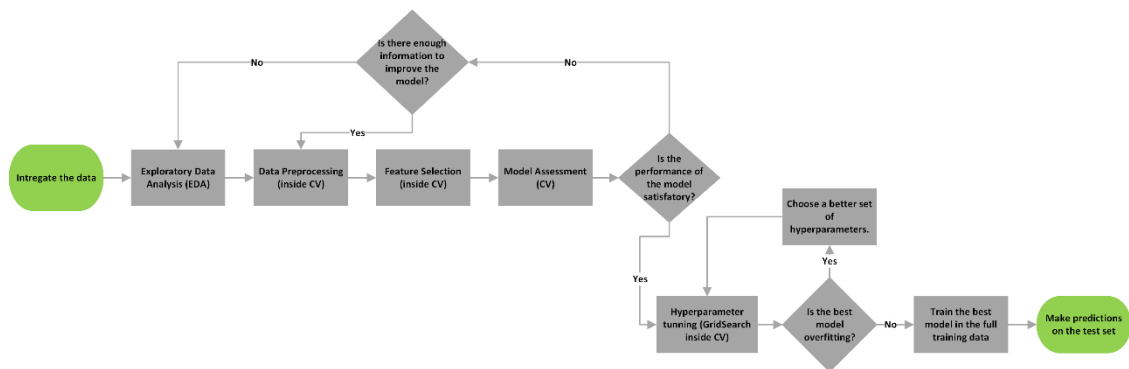 Is there enough
information to
improve the
model?
No
No
Yes
Intregate the data
Exploratory Data
Analysis (EDA)
Data Preprocessing
(inside CV)
Feature Selection
(inside CV)
Model Assessment
(CV)
Is the
performance of
the model
satisfactory?
Choose a better set
of
hyperparameters.
Yes
Yes
Hyperparameter
tunning (GridSearch
inside CV)
Is the best
model
overfitting?
No
Train the best
model in the full
training data
Make predictions
on the test set